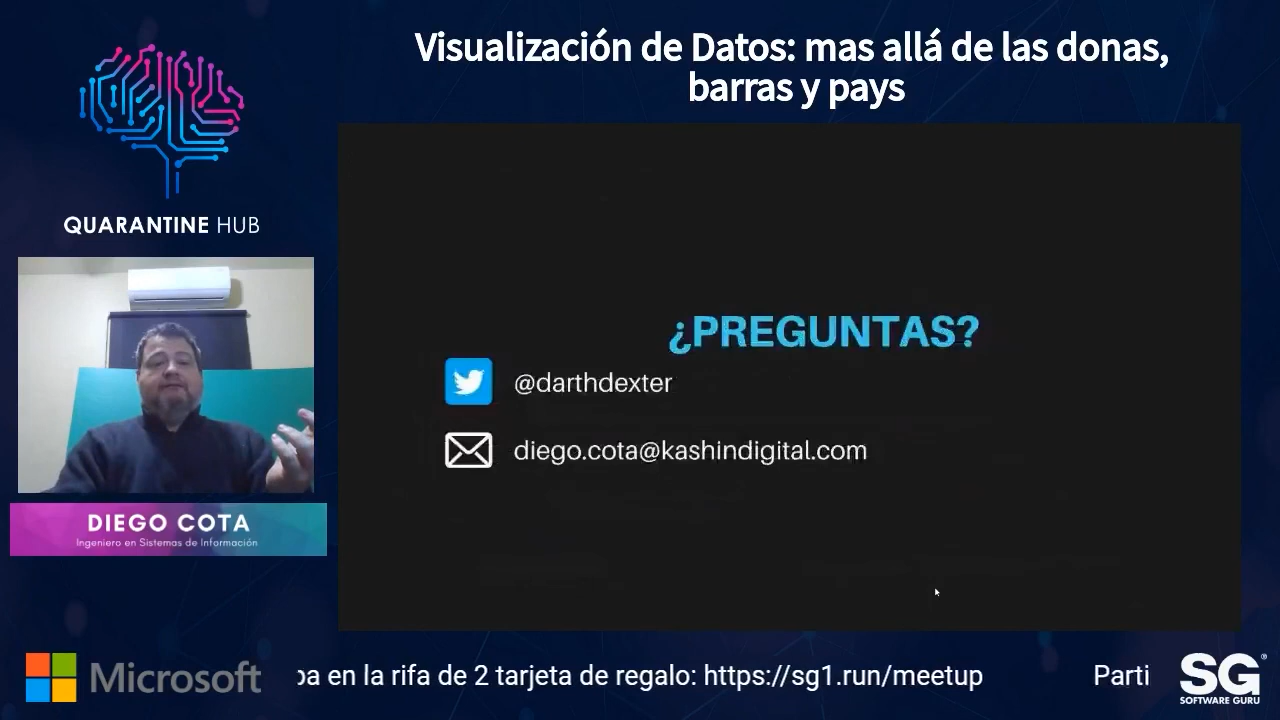 Visualización de Datos: mas allá de las donas,
barras y pays
QUARANTINE HUB
¿PREGUNTAS?
@darthdexter
diego.cota@kashindigital.com
DIEGO COTA
Ingeniero en Sistemas de Información
Microsoft
pa en la rifa de 2 tarjeta de regalo: https://sg1.run/meetup Parti
SG
SOFTWARE GURU